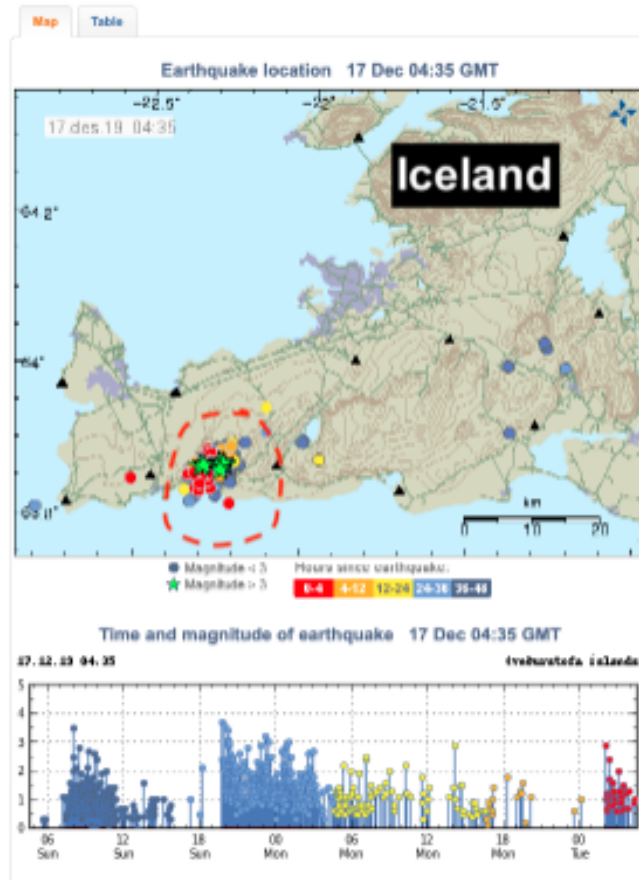 Map Table
Earthquake location 17 Dec 04:35 GMT
-22.5° -22° -21.5°
17.des.19 04:35
Iceland
64.2°
64°
63.8°
km
0 10 20
Magnitude < 3 Hours since earthquake:
Magnitude > 3 0-4 4-12 12-24 24-36 36-48
Time and magnitude of earthquake 17 Dec 04:35 GMT
17.12.19 04.35
5
4
3
2
1
0
06 12 18 00 06 12 18 00
Sun Sun Sun Mon Mon Mon Mon Tue